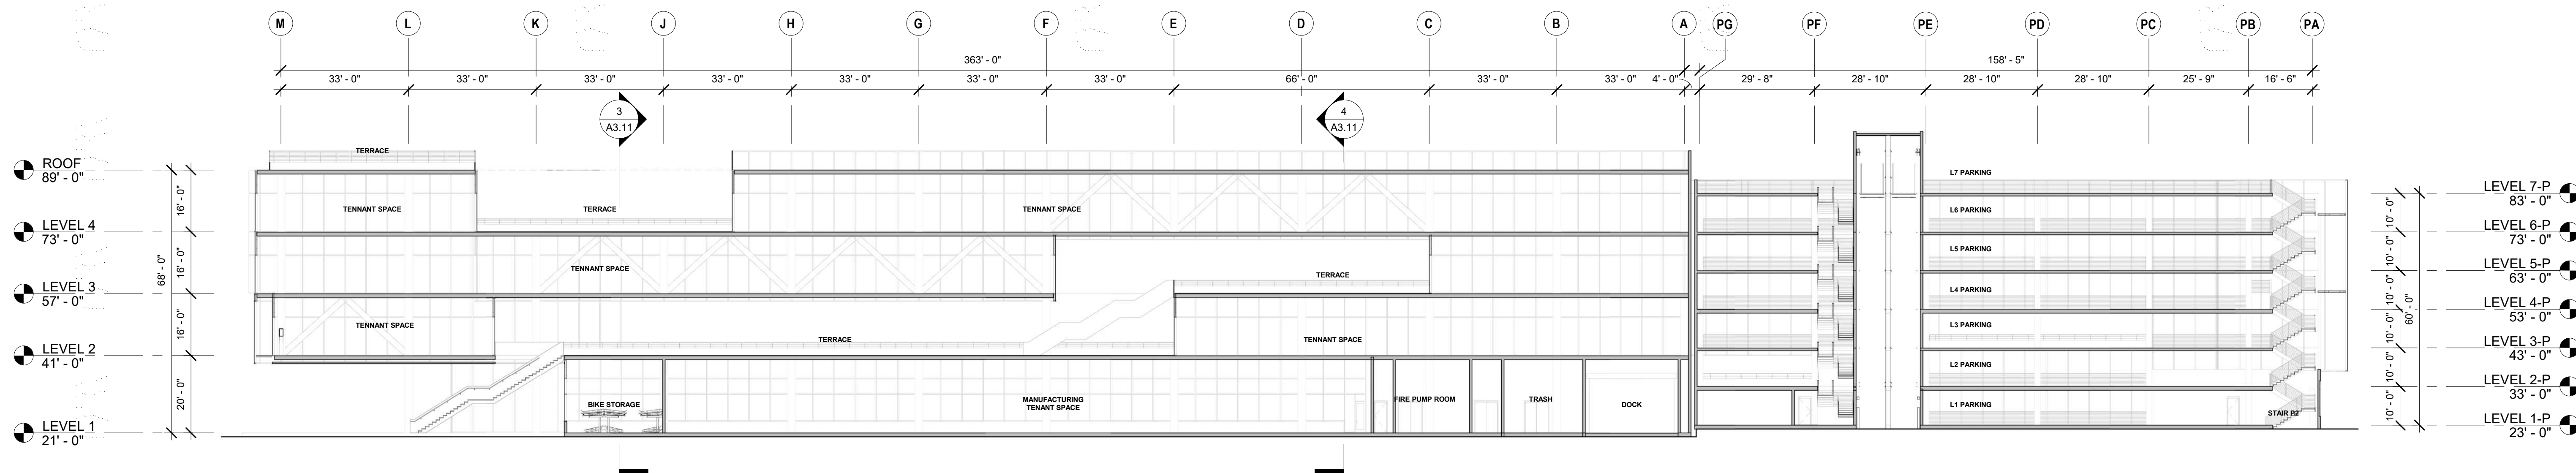 M L K J H G F E D C B A PG PF PE PD PC PB PA
363' - 0"
158' - 5"
33' - 0" 33' - 0" 33' - 0" 33' - 0" 33' - 0" 33' - 0" 33' - 0" 66' - 0" 33' - 0" 33' - 0" 4' - 0" 29' - 8" 28' - 10" 28' - 10" 28' - 10" 25' - 9" 16' - 6"
3
A3.11
4
A3.11
TERRACE
ROOF
89' - 0"
LEVEL 4
73' - 0"
LEVEL 3
57' - 0"
LEVEL 2
41' - 0"
LEVEL 1
21' - 0"
68' - 0"
16' - 0"
16' - 0"
16' - 0"
20' - 0"
TENNANT SPACE
TERRACE
TENNANT SPACE
TENNANT SPACE
TERRACE
TENNANT SPACE
TERRACE
TENNANT SPACE
BIKE STORAGE
MANUFACTURING
TENANT SPACE
FIRE PUMP ROOM
TRASH
DOCK
L7 PARKING
L6 PARKING
L5 PARKING
L4 PARKING
L3 PARKING
L2 PARKING
L1 PARKING
STAIR P2
10' - 0"
10' - 0"
10' - 0"
10' - 0"
10' - 0"
10' - 0"
60' - 0"
LEVEL 7-P
83' - 0"
LEVEL 6-P
73' - 0"
LEVEL 5-P
63' - 0"
LEVEL 4-P
53' - 0"
LEVEL 3-P
43' - 0"
LEVEL 2-P
33' - 0"
LEVEL 1-P
23' - 0"